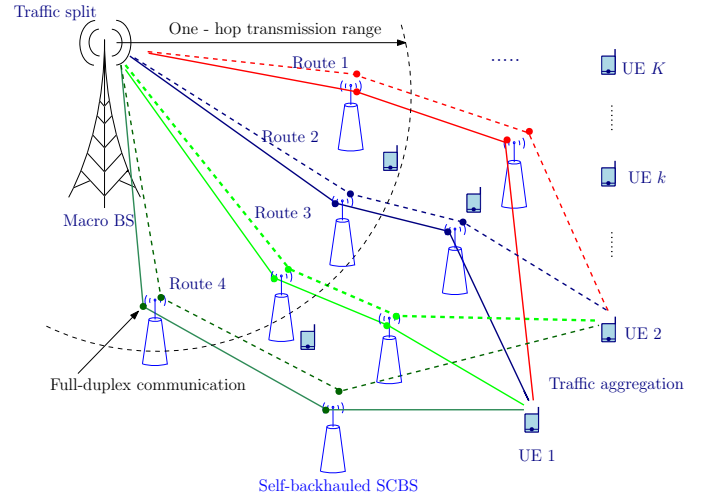 Traffic split
One - hop transmission range
Route 1
UE K
Route 2
UE k
Macro BS
Route 3
Route 4
UE 2
Full-duplex communication
Traffic aggregation
UE 1
Self-backhauled SCBS